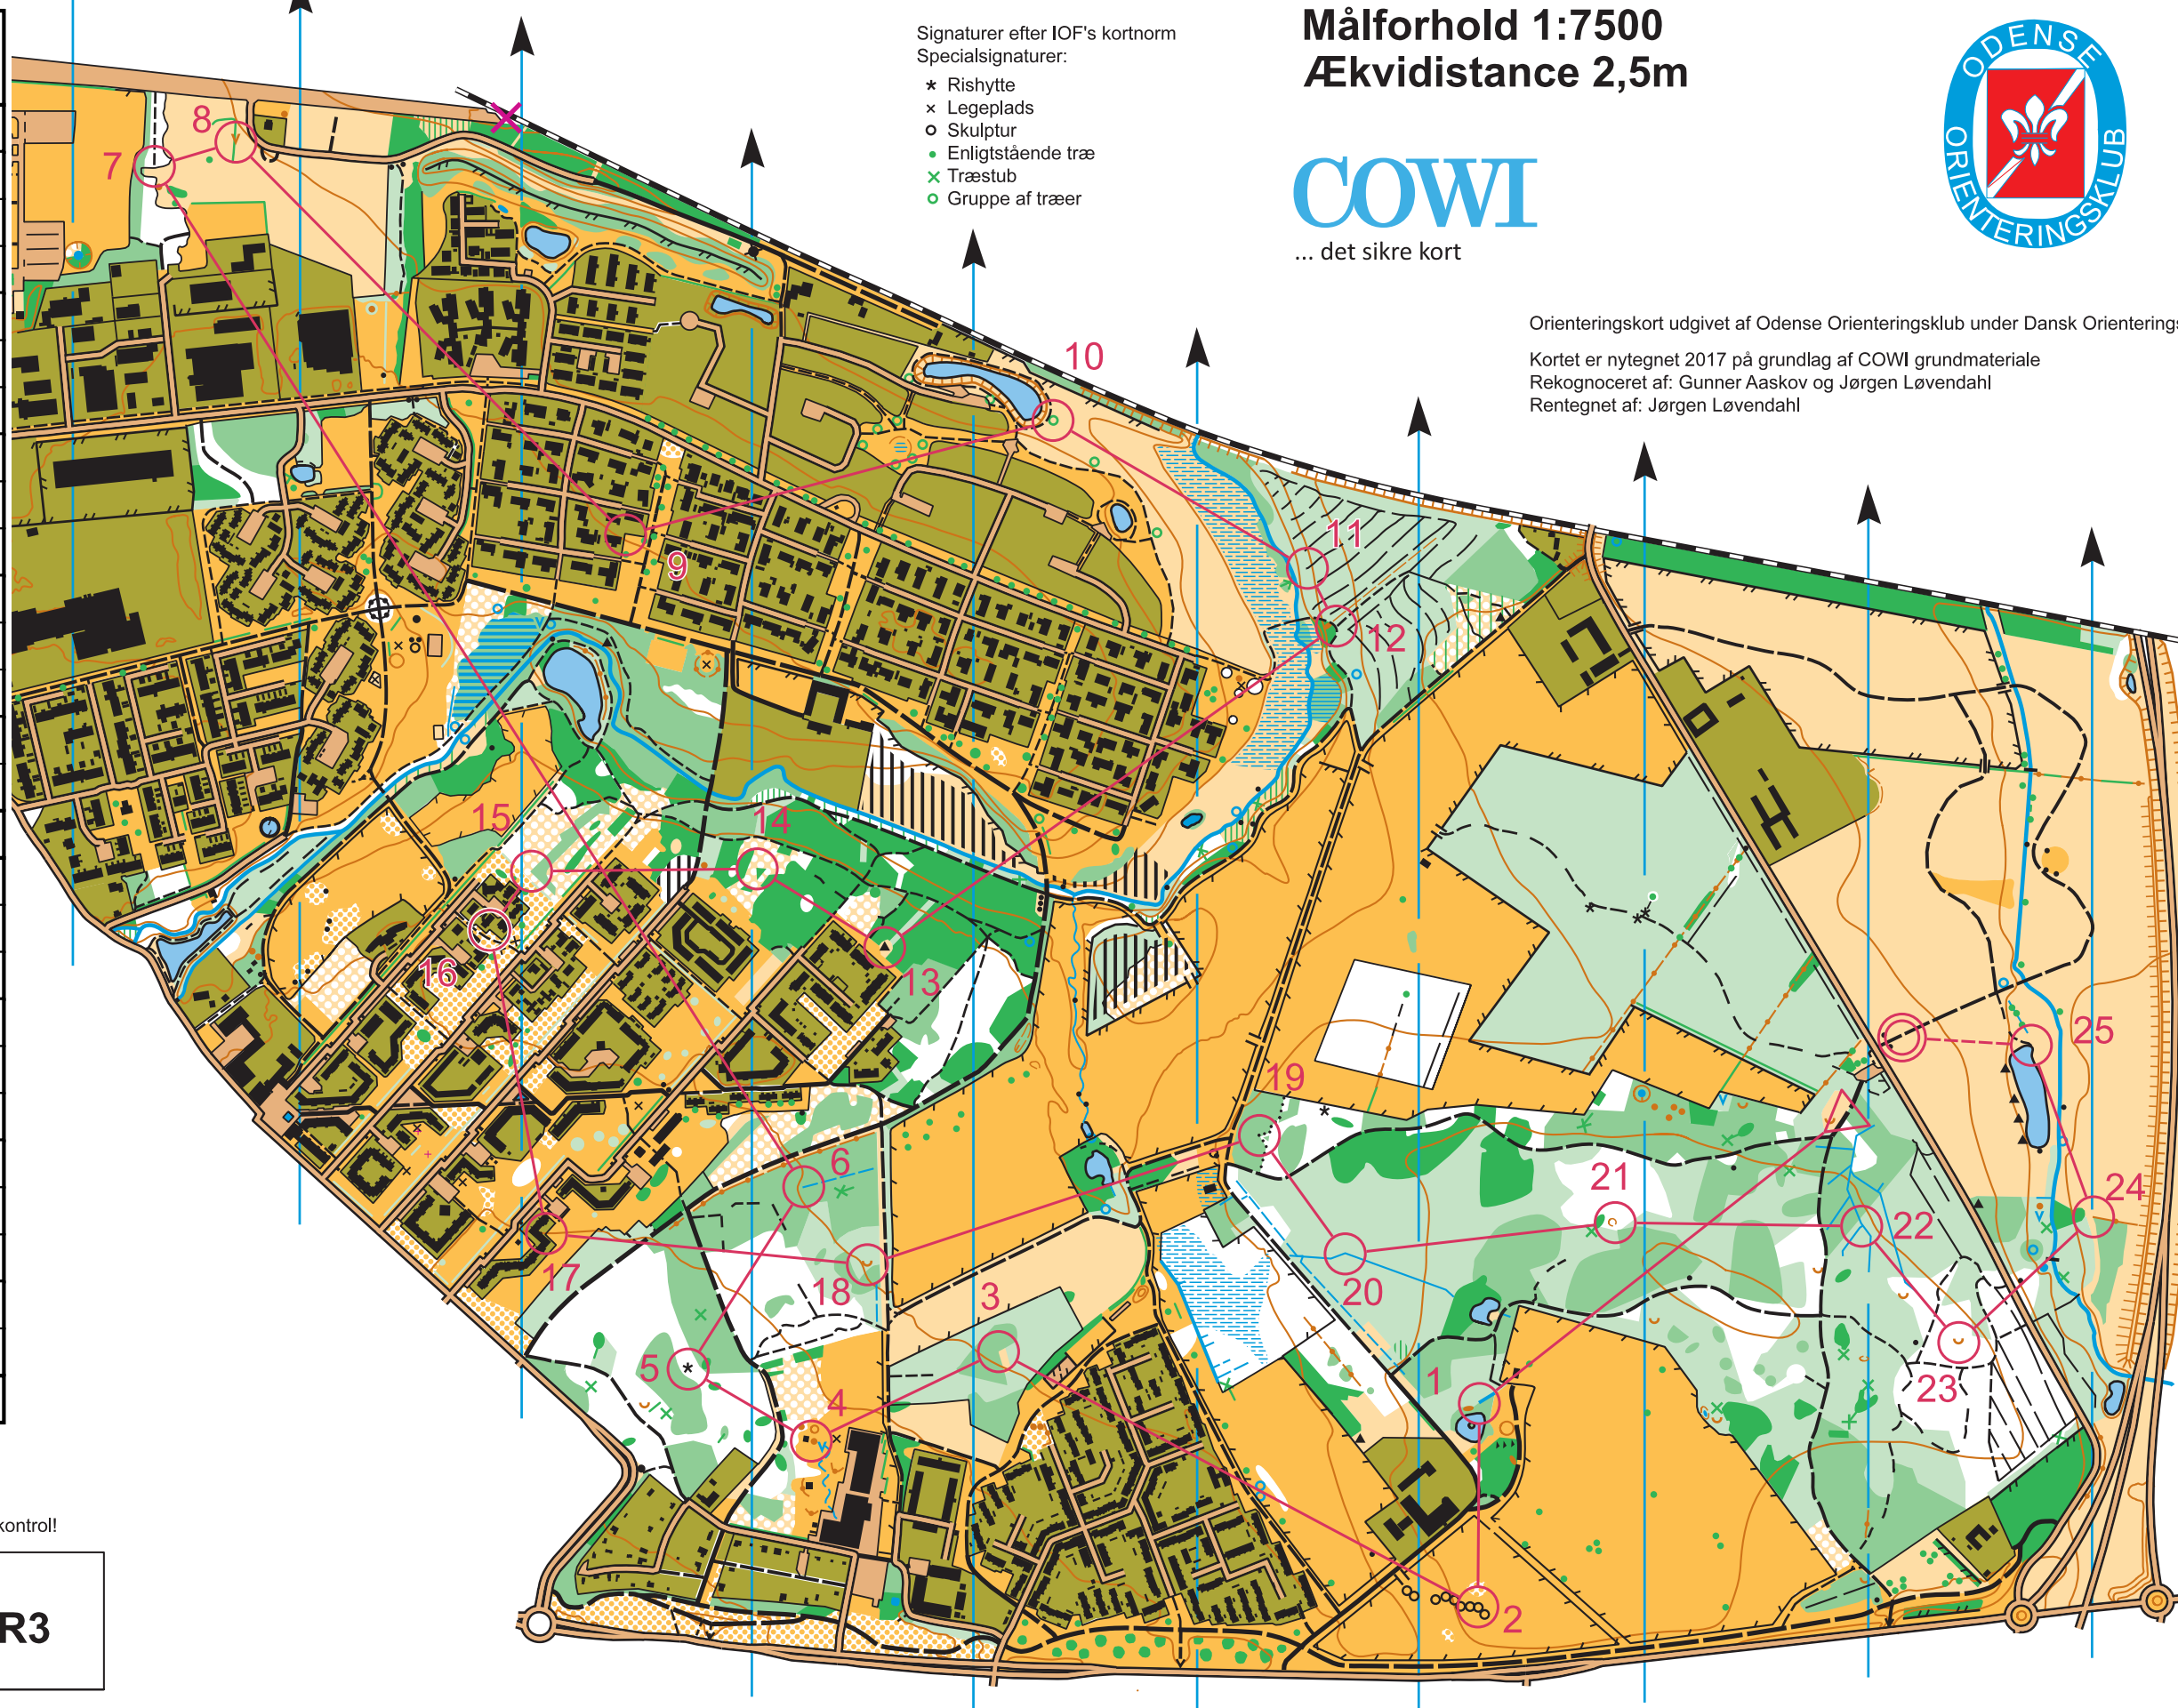 Målforhold 1:7500
Ækvidistance 2,5m
Signaturer efter IOF's kortnorm
Specialsignaturer:
Rishytte
Legeplads
Skulptur
Enligtstående træ
Træstub
Gruppe af træer
COWI
... det sikre kort
ODENSE
ORIENTERINGSKLUB
Orienteringskort udgivet af Odense Orienteringsklub under Dansk Orienterings
Kortet er nytegnet 2017 på grundlag af COWI grundmateriale
Rekognoceret af: Gunner Aaskov og Jørgen Løvendahl
Rentegnet af: Jørgen Løvendahl
8
7
10
11
9
12
15
14
16
13
25
19
6
21
24
22
17
18
20
3
5
4
1
23
2
kontrol!
R3